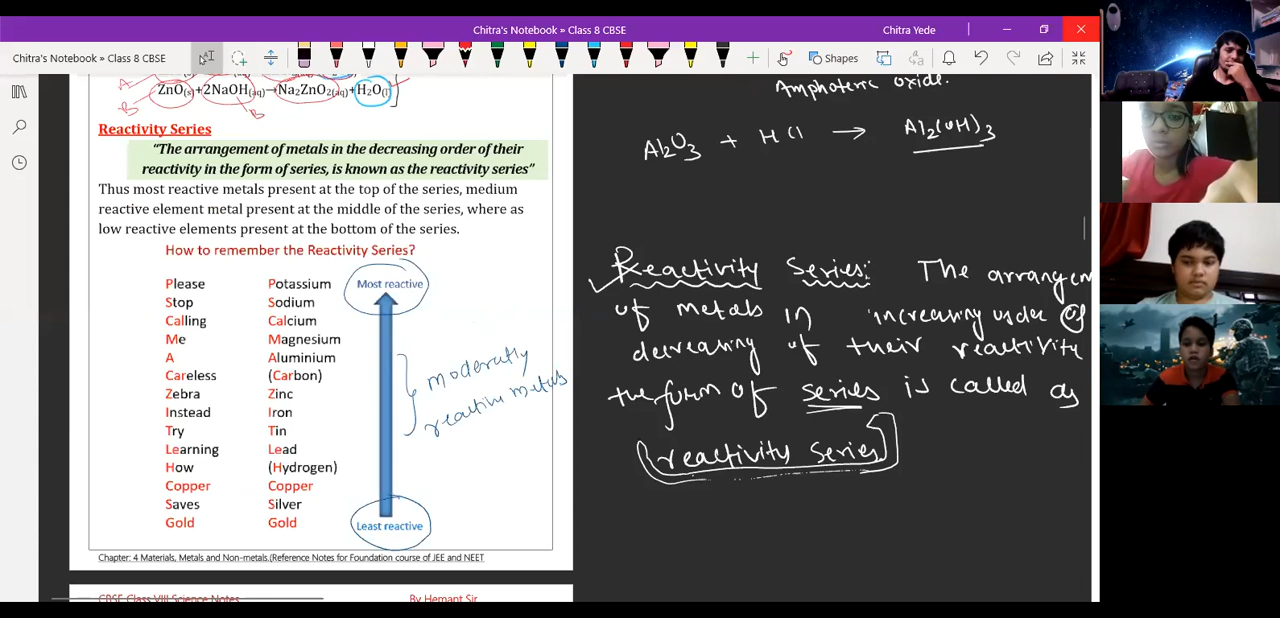 Chitra's Notebook » Class 8 CBSE
Chitra Yede
Chitra's Notebook » Class 8 CBSE
Shapes
ZnO(s)+2NaOH(aq)→Na2ZnO2(aq)+H2O(l)
B
B
Reactivity Series
“The arrangement of metals in the decreasing order of their
reactivity in the form of series, is known as the reactivity series”
Thus most reactive metals present at the top of the series, medium
reactive element metal present at the middle of the series, where as
low reactive elements present at the bottom of the series.
How to remember the Reactivity Series?
Please Potassium Most reactive
Stop Sodium
Calling Calcium
Me Magnesium
A Aluminium
Careless (Carbon)
Zebra Zinc
Instead Iron
Try Tin
Learning Lead
How (Hydrogen)
Copper Copper
Saves Silver
Gold Gold
Least reactive
moderatly
reactive metals
Chapter: 4 Materials, Metals and Non-metals.(Reference Notes for Foundation course of JEE and NEET
CBSE Class VIII Science Notes By Hemant Sir
Amphoteric oxide.
Al2O3 + HCl → Al2(OH)3
Reactivity Series: The arrangem
of metals in increasing order of
decreasing of their reactivity
the form of series is called as
reactivity series